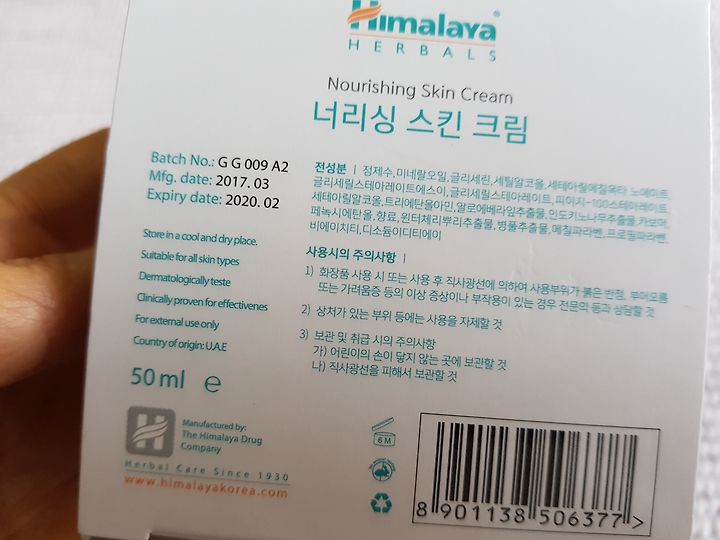 Himalaya
HERBALS
Nourishing Skin Cream
너리싱 스킨 크림
Batch No.: G G 009 A2
Mfg. date: 2017. 03
Expiry date: 2020. 02
Store in a cool and dry place.
Suitable for all skin types
Dermatologically teste
Clinically proven for effectivenes
For external use only
Country of origin: U.A.E
50ml e
전성분 | 정제수, 미네랄오일, 글리세린, 세틸알코올, 세테아릴에칠옥타노에이트,
글리세릴스테아레이트에스이, 글리세릴스테아레이트, 피이지-100스테아레이트,
세테아릴알코올, 트리에탄올아민, 알로에베라잎추출물, 인도키노나무추출물, 카보머,
페녹시에탄올, 향료, 윈터체리뿌리추출물, 병풀추출물, 메칠파라벤, 프로필파라벤,
비에이치티, 디소듐이디티에이
사용시의 주의사항 |
1) 화장품 사용 시 또는 사용 후 직사광선에 의하여 사용부위가 붉은 반점, 부어오름
또는 가려움증 등의 이상 증상이나 부작용이 있는 경우 전문의 등과 상담할 것
2) 상처가 있는 부위 등에는 사용을 자제할 것
3) 보관 및 취급 시의 주의사항
가) 어린이의 손이 닿지 않는 곳에 보관할 것
나) 직사광선을 피해서 보관할 것
H
Manufactured by:
The Himalaya Drug
Company
Herbal Care Since 1930
www.himalayakorea.com
6 M
8 901138 506377 >